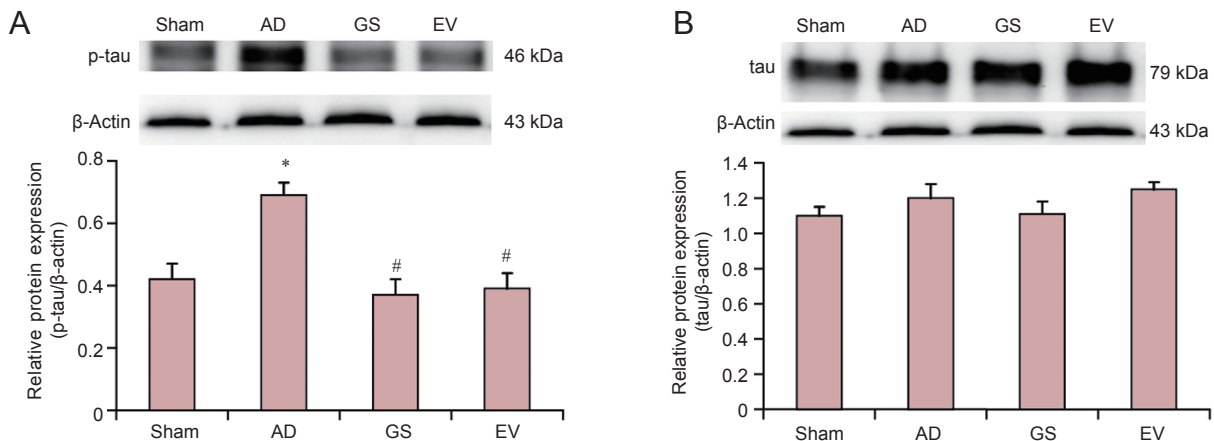 A
Sham AD GS EV
p-tau 46 kDa
β-Actin 43 kDa
Relative protein expression
(p-tau/β-actin)
0.8
0.6
0.4
0.2
0
*
#
#
Sham AD GS EV
B
Sham AD GS EV
tau 79 kDa
β-Actin 43 kDa
Relative protein expression
(tau/β-actin)
1.4
1.2
1.0
0.8
0.6
0.4
1.2
0
Sham AD GS EV